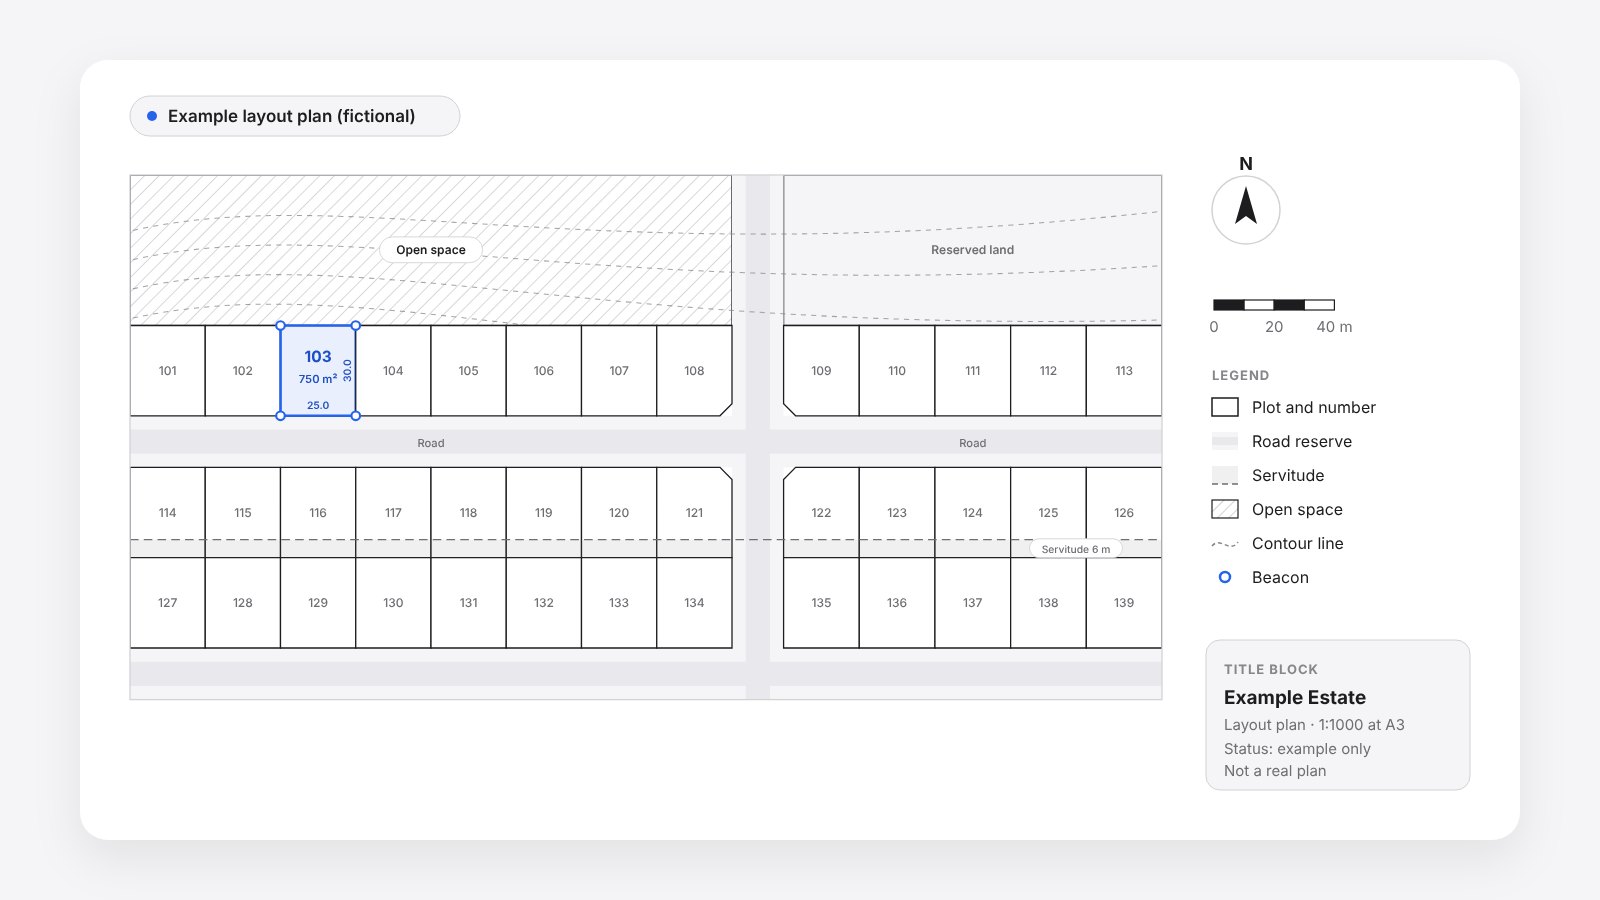 Example layout plan (fictional)
N
Open space
Reserved land
0 20 40 m
101 102 103 104 105 106 107 108 109 110 111 112 113
750 m²
30.0
25.0
LEGEND
Plot and number
Road reserve
Servitude
Open space
Contour line
Beacon
Road Road
114 115 116 117 118 119 120 121 122 123 124 125 126
Servitude 6 m
127 128 129 130 131 132 133 134 135 136 137 138 139
TITLE BLOCK
Example Estate
Layout plan · 1:1000 at A3
Status: example only
Not a real plan